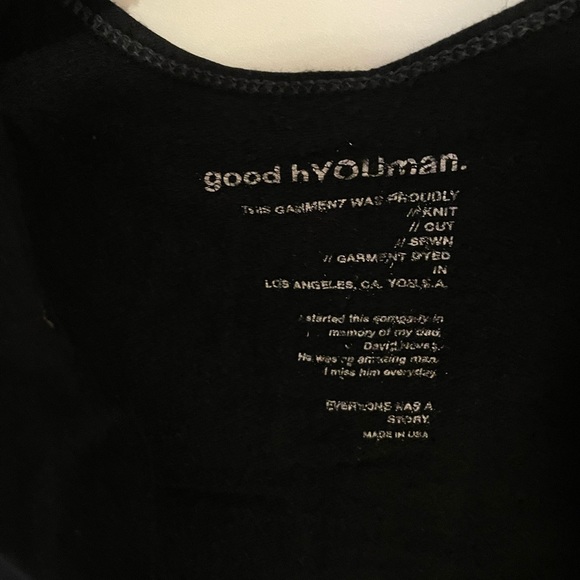 good hYOUman.
THIS GARMENT WAS PROUDLY
// KNIT
// CUT
// SEWN
// GARMENT DYED
IN
LOS ANGELES, CA. YOU.S.A.
I started this company in
memory of my dad,
David Noves.
He was an amazing man.
I miss him everyday.
EVERYONE HAS A
STORY.
MADE IN USA